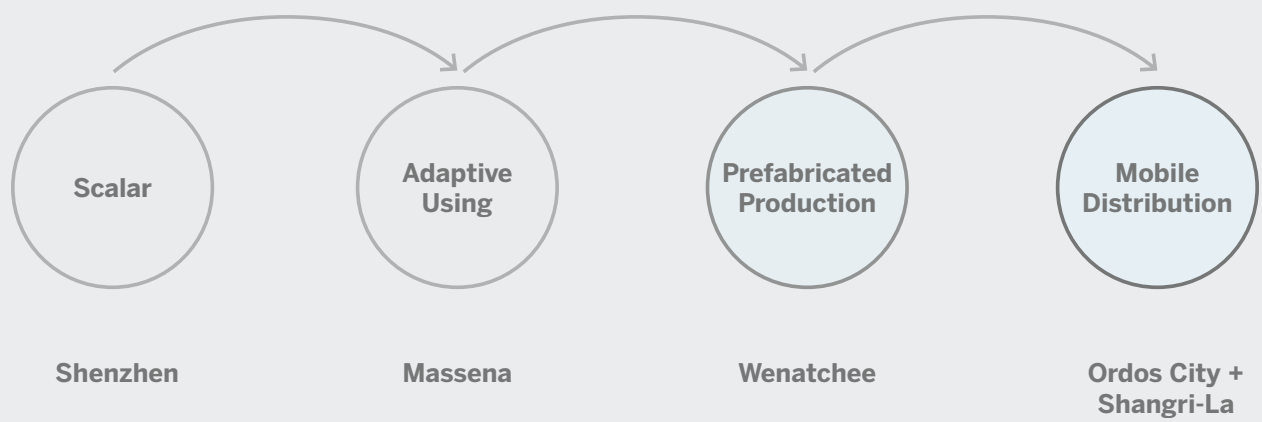 Scalar
Adaptive
Using
Prefabricated
Production
Mobile
Distribution
Shenzhen
Massena
Wenatchee
Ordos City +
Shangri-La